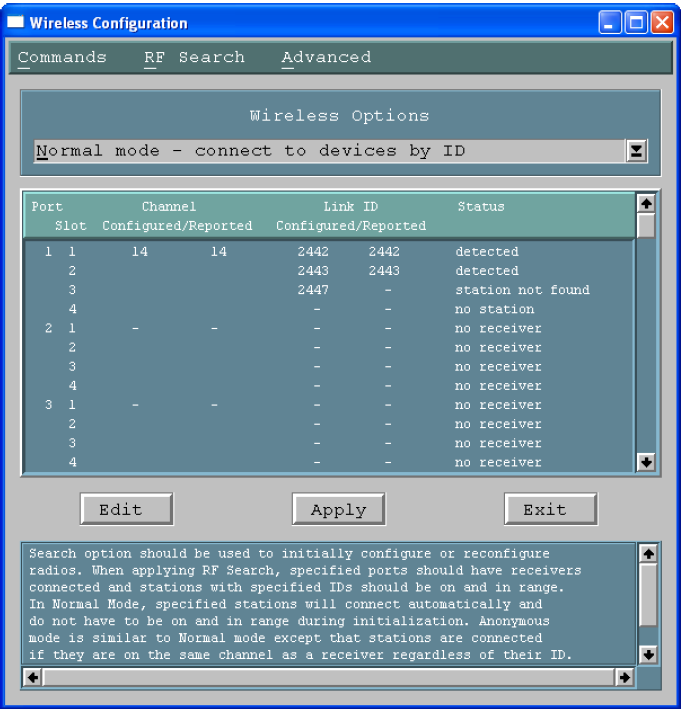 Wireless Configuration
Commands RF Search Advanced
Wireless Options
Normal mode - connect to devices by ID
Port Channel Link ID Status
Slot Configured/Reported Configured/Reported
1 1 14 14 2442 2442 detected
2 2443 2443 detected
3 2447 - station not found
4 - - no station
2 1 - - - - no receiver
2 - - no receiver
3 - - no receiver
4 - - no receiver
3 1 - - - - no receiver
2 - - no receiver
3 - - no receiver
4 - - no receiver
Edit Apply Exit
Search option should be used to initially configure or reconfigure
radios. When applying RF Search, specified ports should have receivers
connected and stations with specified IDs should be on and in range.
In Normal Mode, specified stations will connect automatically and
do not have to be on and in range during initialization. Anonymous
mode is similar to Normal mode except that stations are connected
if they are on the same channel as a receiver regardless of their ID.